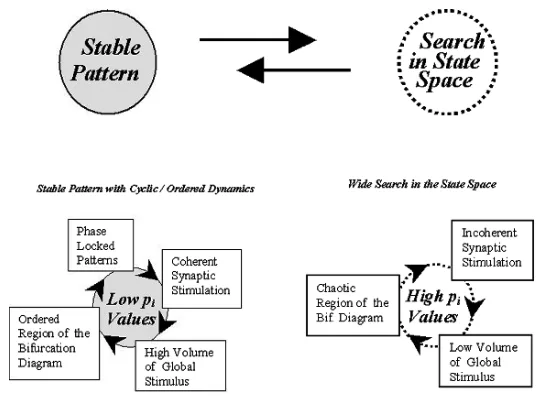 Stable
Pattern
Search
in State
Space
Stable Pattern with Cyclic / Ordered Dynamics
Wide Search in the State Space
Phase
Locked
Patterns
Coherent
Synaptic
Stimulation
Low pi
Values
Ordered
Region of the
Bifurcation
Diagram
High Volume
of Global
Stimulus
Incoherent
Synaptic
Stimulation
Chaotic
Region of the
Bif. Diagram
High pi
Values
Low Volume
of Global
Stimulus